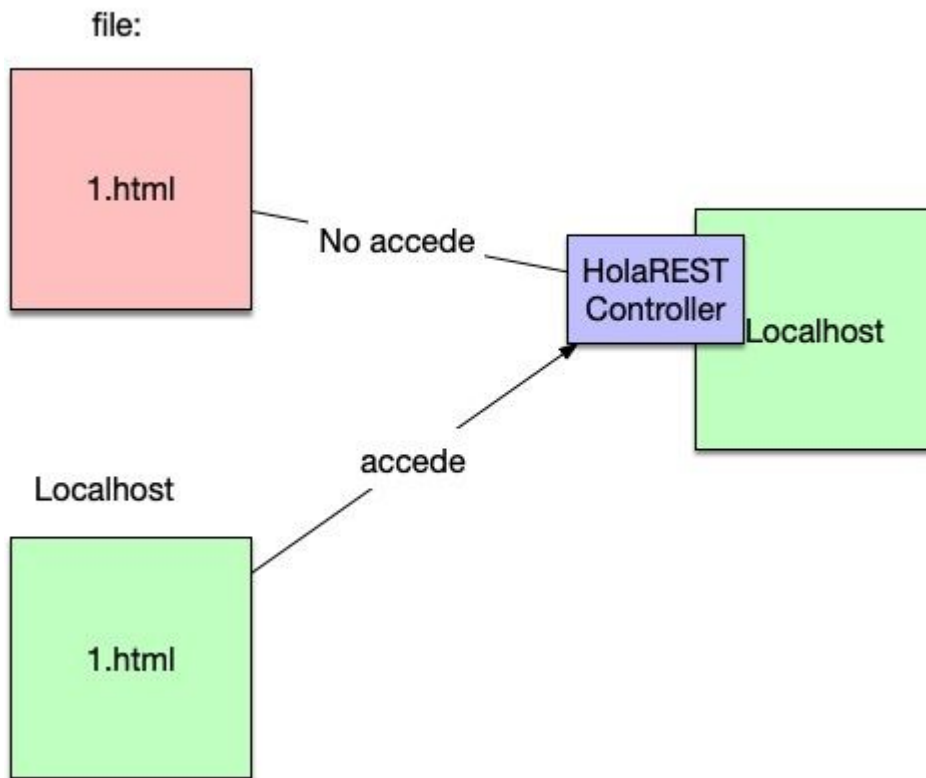 file:
1.html
No accede
HolaREST
Controller
Localhost
accede
Localhost
1.html